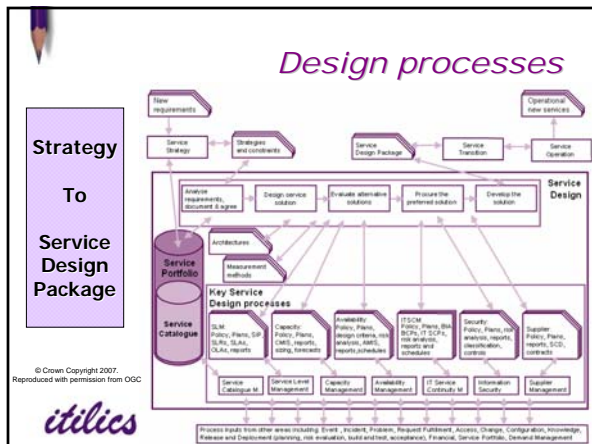 Design processes
Strategy
To
Service
Design
Package
New
requirements
Operational
new services
Service
Strategy
Strategies
and constraints
Service
Design Package
Service
Transition
Service
Operation
Service
Design
Analyse
requirements,
document & agree
Design service
solution
Evaluate alternative
solutions
Procure the
preferred solution
Develop the
solution
Architectures
Measurement
methods
Service
Portfolio
Service
Catalogue
Key Service
Design processes
SLM:
Policy, Plans, SIP,
SLRs, SLAs,
OLAs, reports
Capacity:
Policy, Plans,
CMIS, reports,
sizing, forecasts
Availability:
Policy, Plans,
design criteria, risk
analysis, AMIS,
reports,schedules
ITSCM:
Policy, Plans, BIA,
BCPs, IT SCPs,
risk analysis,
reports and
schedules
Security:
Policy, Plans, risk
analysis, reports,
classification,
controls
Supplier:
Policy, Plans,
reports, SCD,
contracts
Service
Catalogue M
Service Level
Management
Capacity
Management
Availability
Management
IT Service
Continuity M
Information
Security
Supplier
Management
Process inputs from other areas including: Event, Incident, Problem, Request Fulfilment, Access, Change, Configuration, Knowledge,
Release and Deployment (planning, risk evaluation, build and test, acceptance), Financial, Service Portfolio, Demand Management
© Crown Copyright 2007.
Reproduced with permission from OGC
itilics